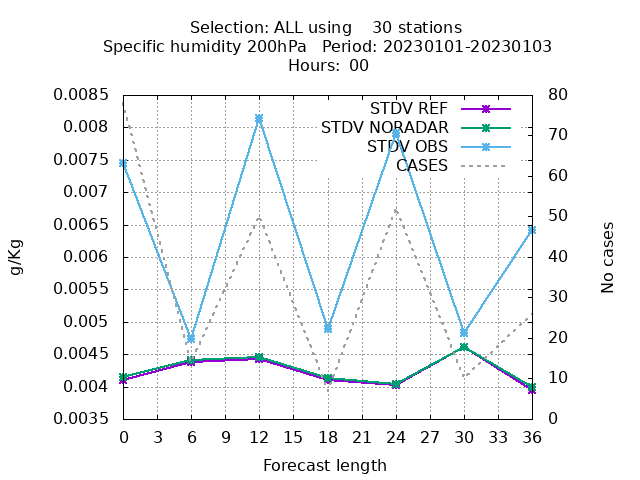 Selection: ALL using    30 stations
Specific humidity 200hPa   Period: 20230101-20230103
Hours: 00
STDV REF
STDV NORADAR
STDV OBS
CASES
g/Kg
0.0085
0.008
0.0075
0.007
0.0065
0.006
0.0055
0.005
0.0045
0.004
0.0035
No cases
80
70
60
50
40
30
20
10
0
0 3 6 9 12 15 18 21 24 27 30 33 36
Forecast length